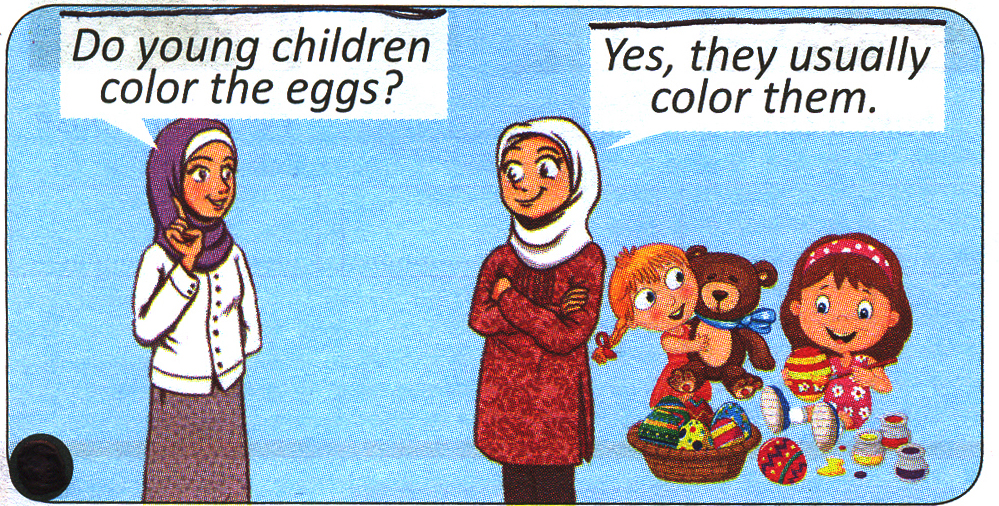 Do young children
color the eggs?
Yes, they usually
color them.